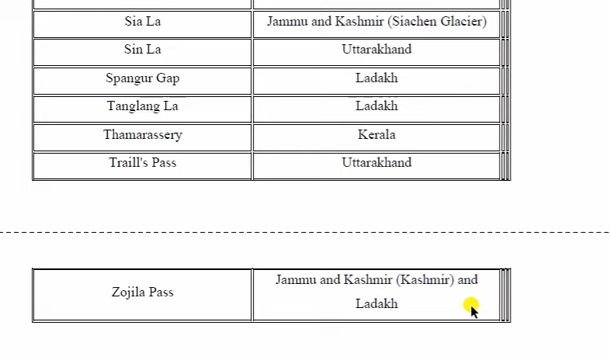 Sia La Jammu and Kashmir (Siachen Glacier)
Sin La Uttarakhand
Spangur Gap Ladakh
Tanglang La Ladakh
Thamarassery Kerala
Traill's Pass Uttarakhand
Zojila Pass Jammu and Kashmir (Kashmir) and
Ladakh